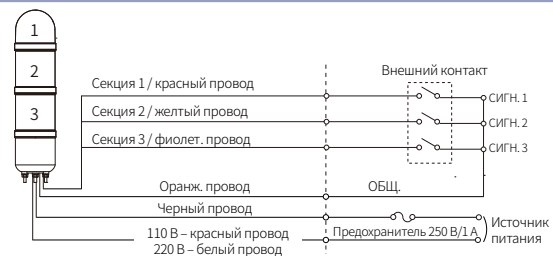 1
2
3
Внешний контакт
Секция 1 / красный провод
СИГН. 1
Секция 2 / желтый провод
СИГН. 2
Секция 3 / фиолет. провод
СИГН. 3
Оранж. провод
ОБЩ.
Черный провод
110 В – красный провод
220 В – белый провод
Предохранитель 250 В/1 А
Источник
питания